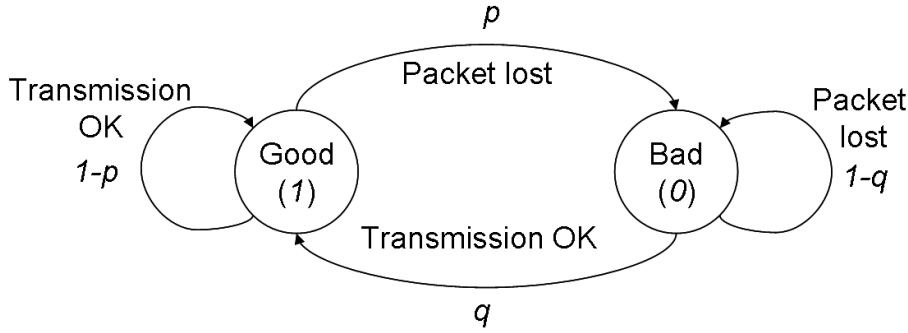 p
Packet lost
Transmission
OK
1-p
Good
(1)
Bad
(0)
Packet
lost
1-q
Transmission OK
q